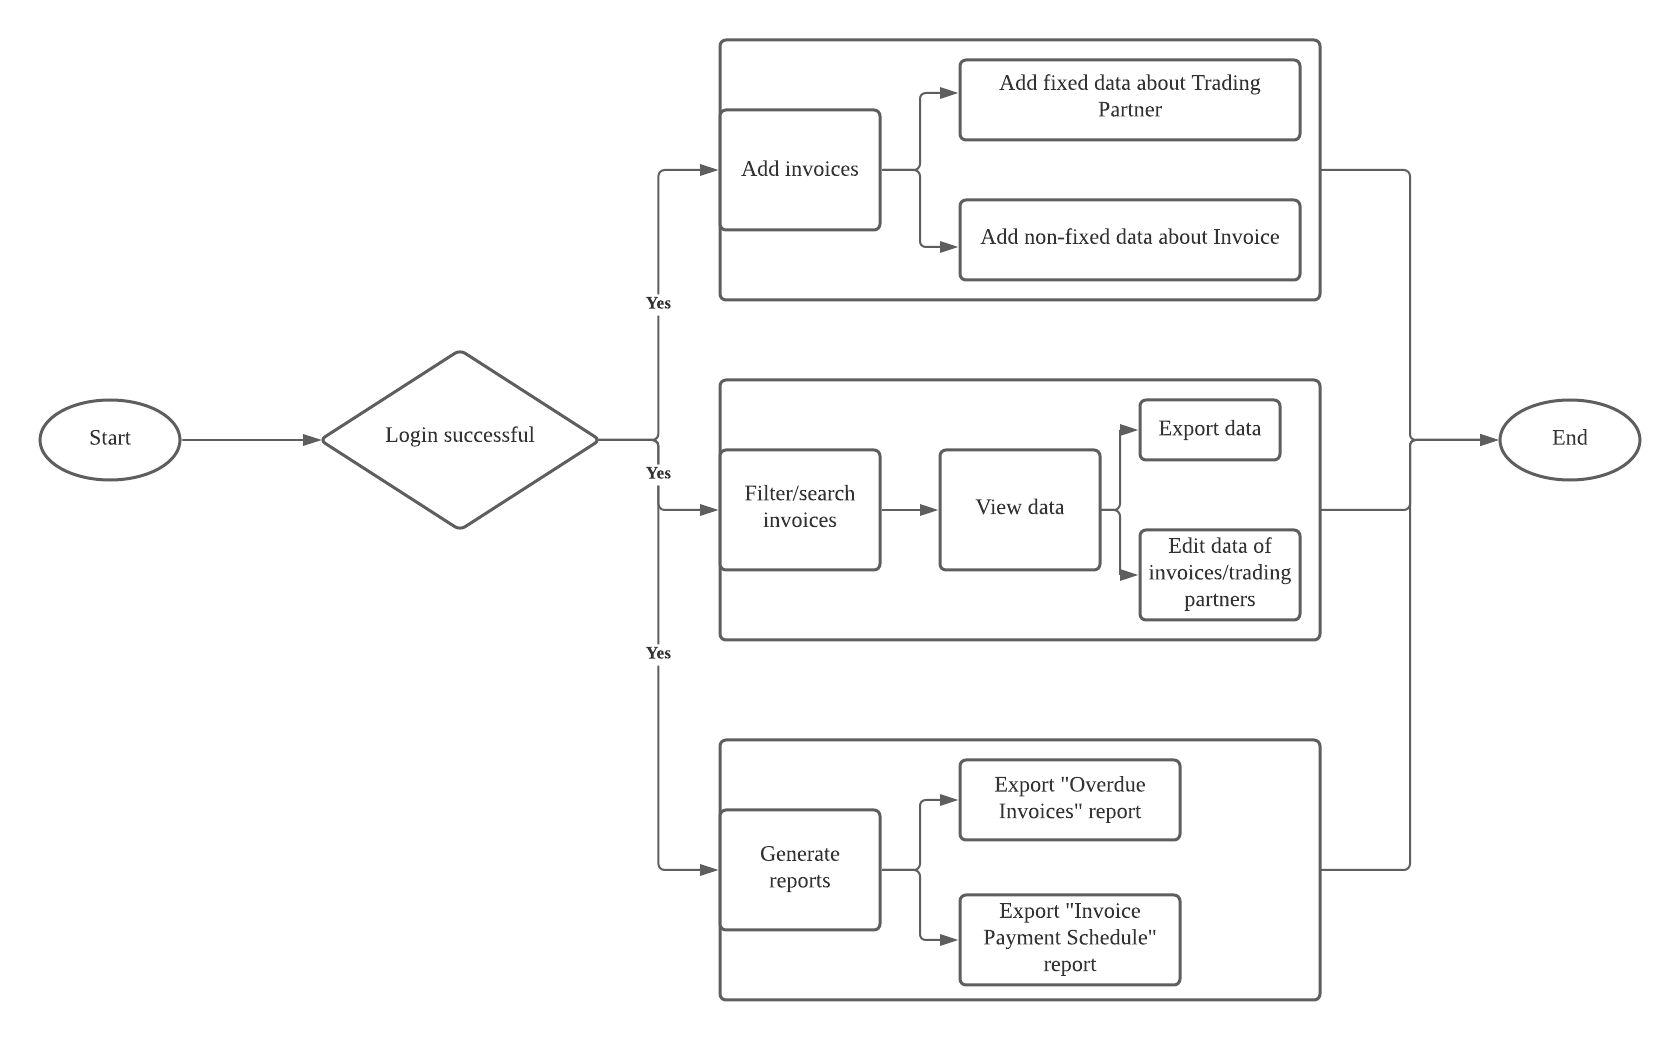 Start
Login successful
Yes
Yes
Yes
Add invoices
Add fixed data about Trading
Partner
Add non-fixed data about Invoice
Filter/search
invoices
View data
Export data
Edit data of
invoices/trading
partners
Generate
reports
Export "Overdue
Invoices" report
Export "Invoice
Payment Schedule"
report
End